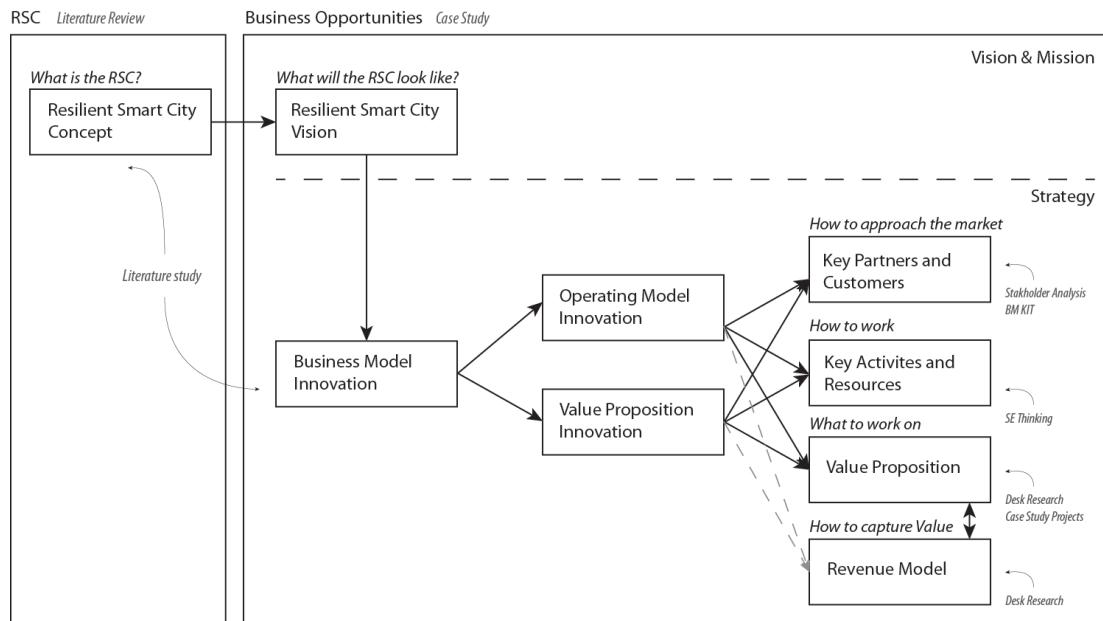 RSC Literature Review
Business Opportunities Case Study
Vision & Mission
What is the RSC?
Resilient Smart City
Concept
What will the RSC look like?
Resilient Smart City
Vision
Strategy
Literature study
Business Model
Innovation
Operating Model
Innovation
Value Proposition
Innovation
How to approach the market
Key Partners and
Customers
Stakholder Analysis
BM KIT
How to work
Key Activites and
Resources
SE Thinking
What to work on
Value Proposition
Desk Research
Case Study Projects
How to capture Value
Revenue Model
Desk Research